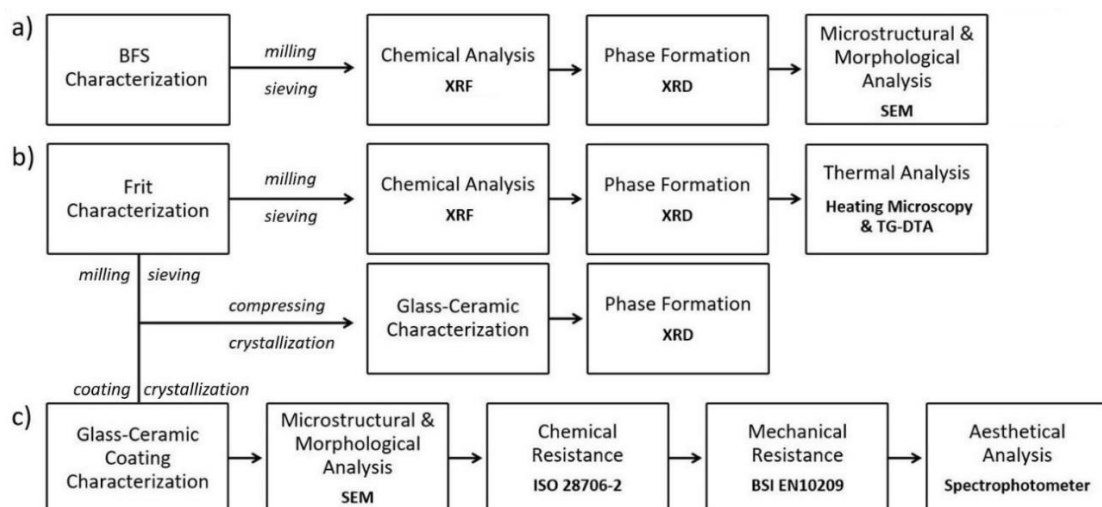 a)
BFS
Characterization
milling
sieving
Chemical Analysis
XRF
Phase Formation
XRD
Microstructural &
Morphological
Analysis
SEM
b)
Frit
Characterization
milling
sieving
Chemical Analysis
XRF
Phase Formation
XRD
Thermal Analysis
Heating Microscopy
& TG-DTA
milling sieving
compressing
crystallization
Glass-Ceramic
Characterization
Phase Formation
XRD
coating crystallization
c)
Glass-Ceramic
Coating
Characterization
Microstructural &
Morphological
Analysis
SEM
Chemical
Resistance
ISO 28706-2
Mechanical
Resistance
BSI EN10209
Aesthetical
Analysis
Spectrophotometer